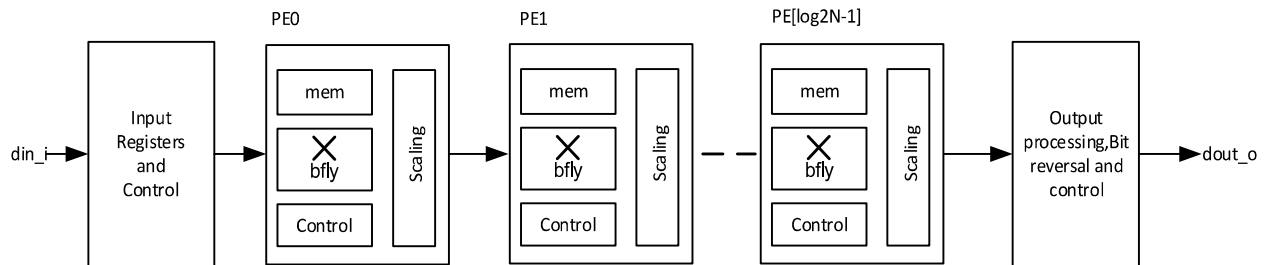 PE0
PE1
PE[log2N-1]
din_i
Input
Registers
and
Control
mem
bfly
Control
Scaling
mem
bfly
Control
Scaling
mem
bfly
Control
Scaling
Output
processing,Bit
reversal and
control
dout_o